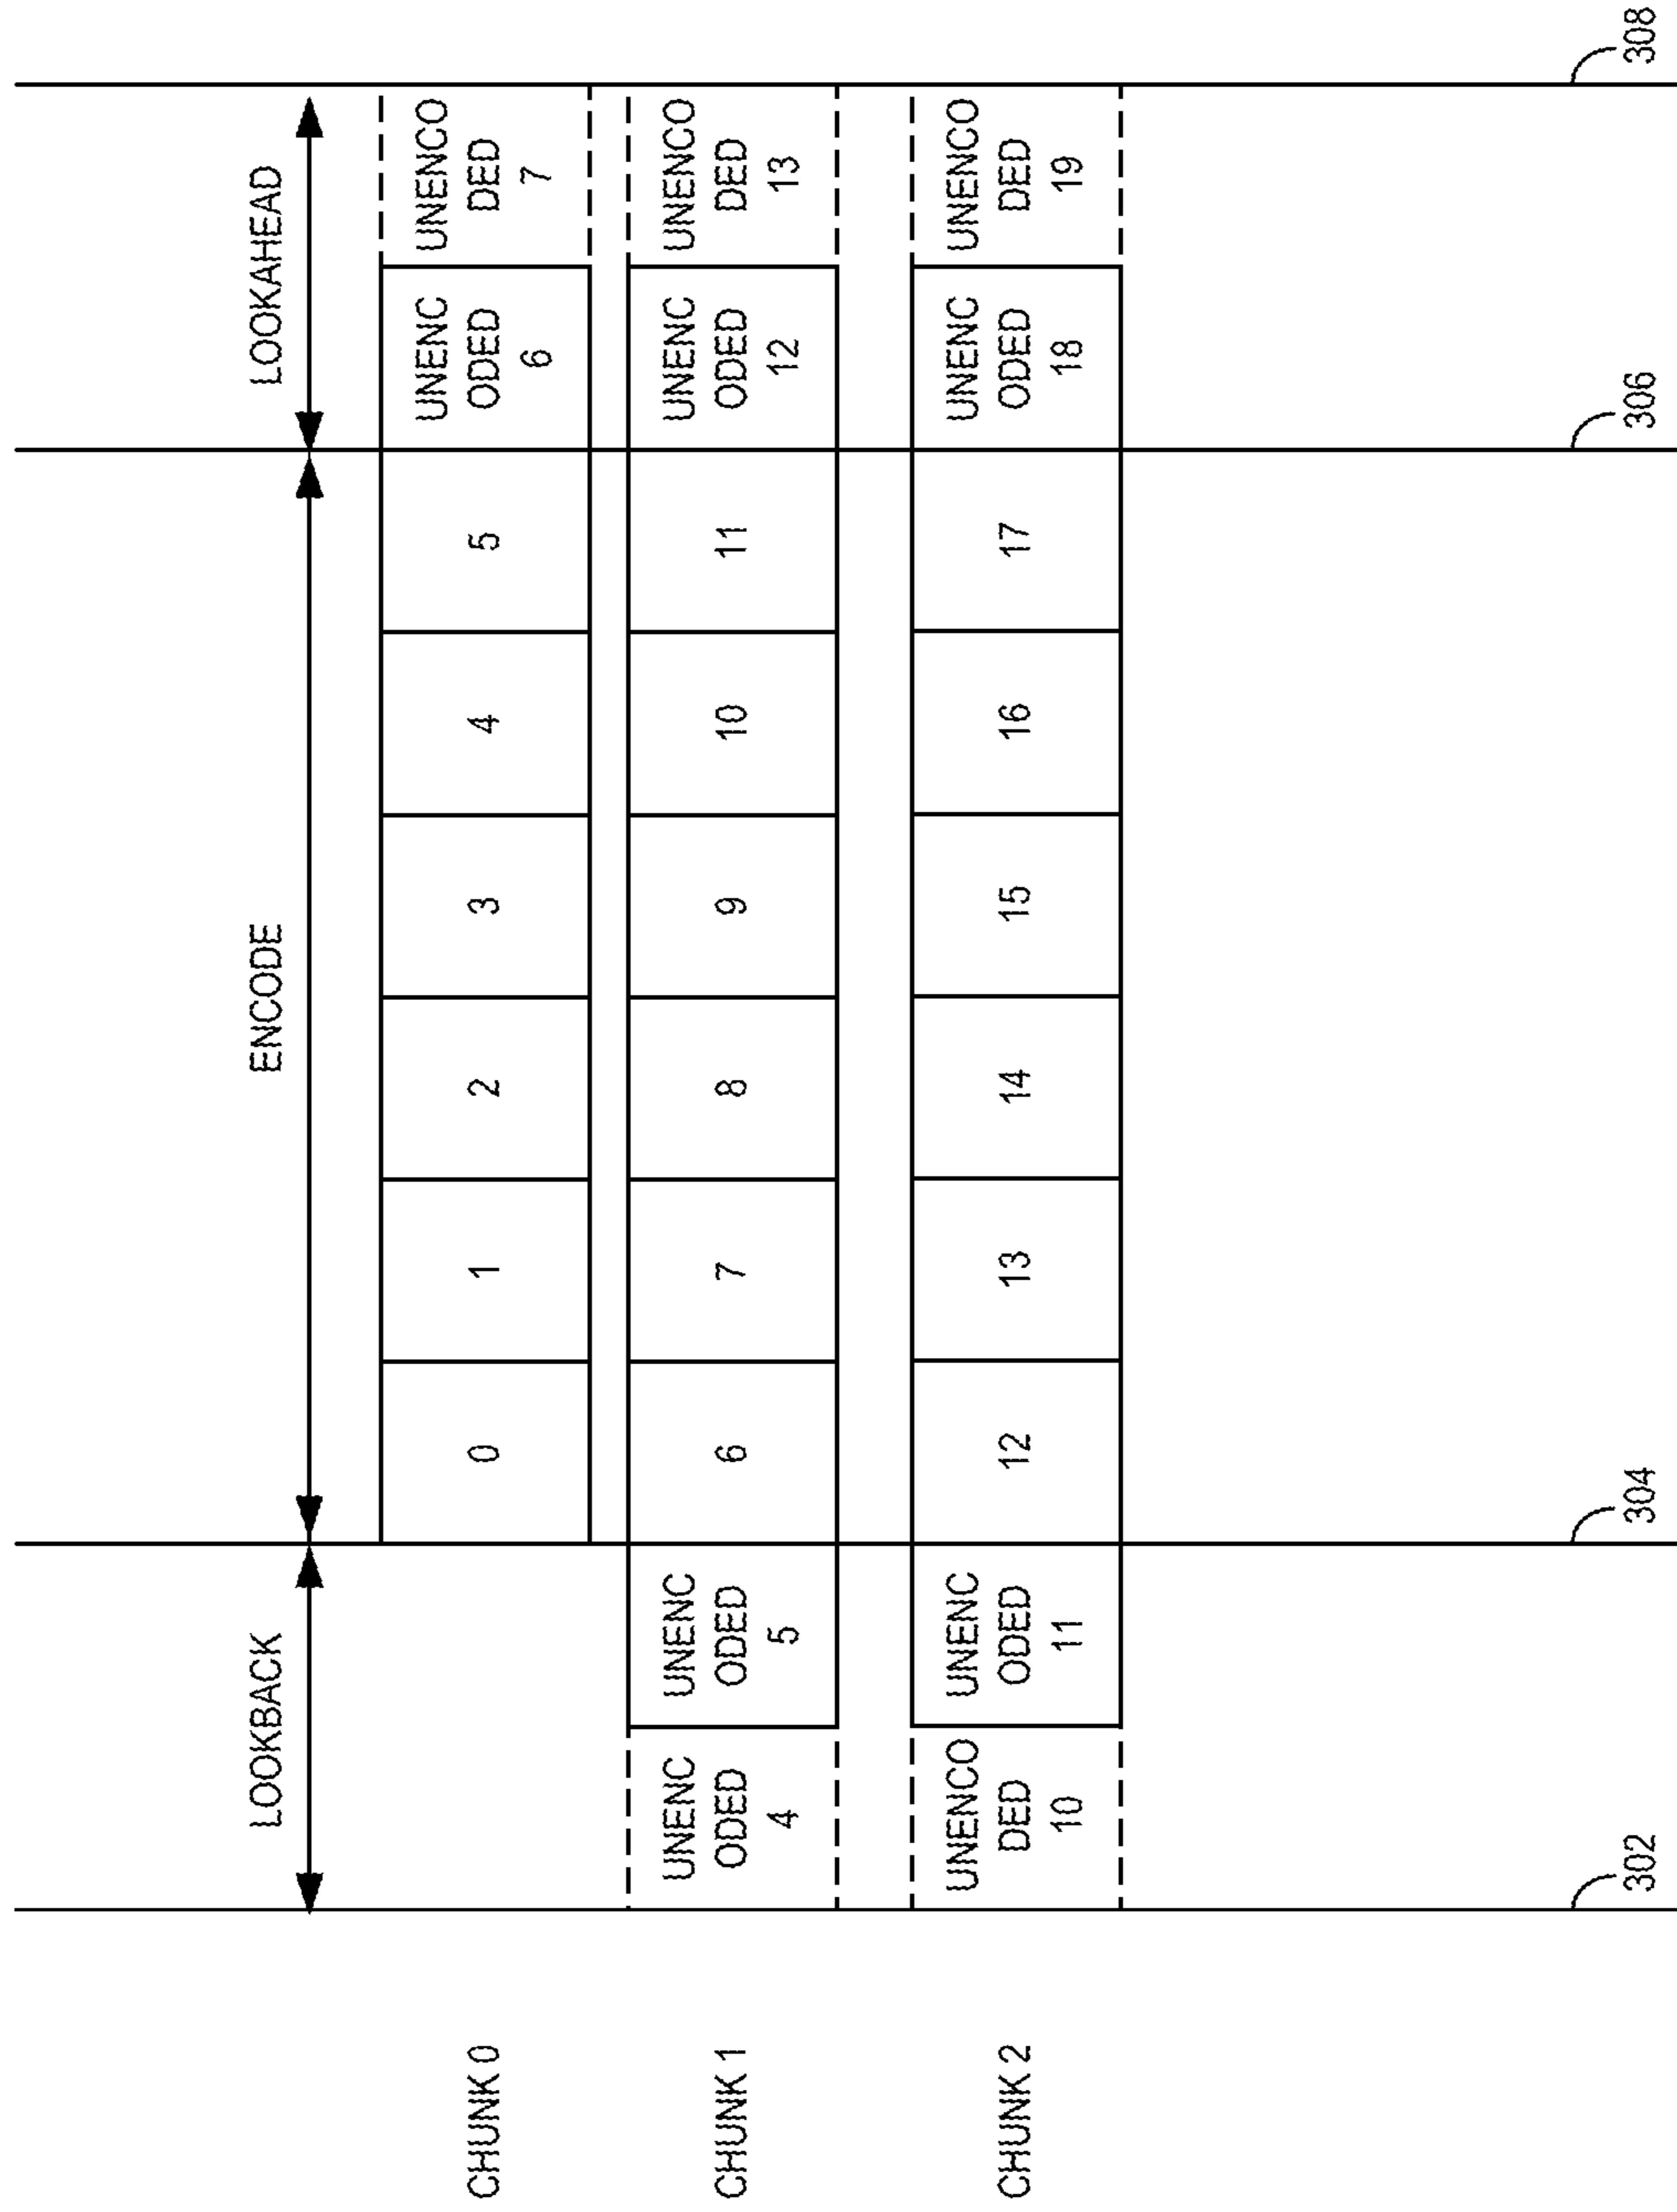 LOOKBACK
ENCODE
LOOKAHEAD
CHUNK 0
0
1
2
3
4
5
UNENC
ODED
6
UNENCO
DED
7
CHUNK 1
UNENC
ODED
4
UNENC
ODED
5
6
7
8
9
10
11
UNENC
ODED
12
UNENCO
DED
13
CHUNK 2
UNENCO
DED
10
UNENC
ODED
11
12
13
14
15
16
17
UNENC
ODED
18
UNENCO
DED
19
302
304
306
308